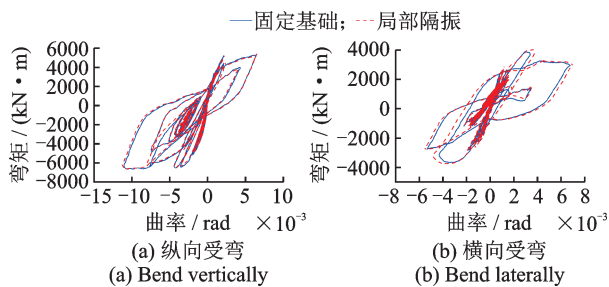 固定基础； 局部隔振
6000
4000
2000
0
−2000
−4000
−6000
−8000
弯矩 / (kN·m)
−15 −10 −5 0 5 10
曲率 / rad ×10⁻³
(a) 纵向受弯
(a) Bend vertically
4000
2000
0
−2000
−4000
弯矩 / (kN·m)
−8 −6 −4 −2 0 2 4 6 8
曲率 / rad ×10⁻³
(b) 横向受弯
(b) Bend laterally